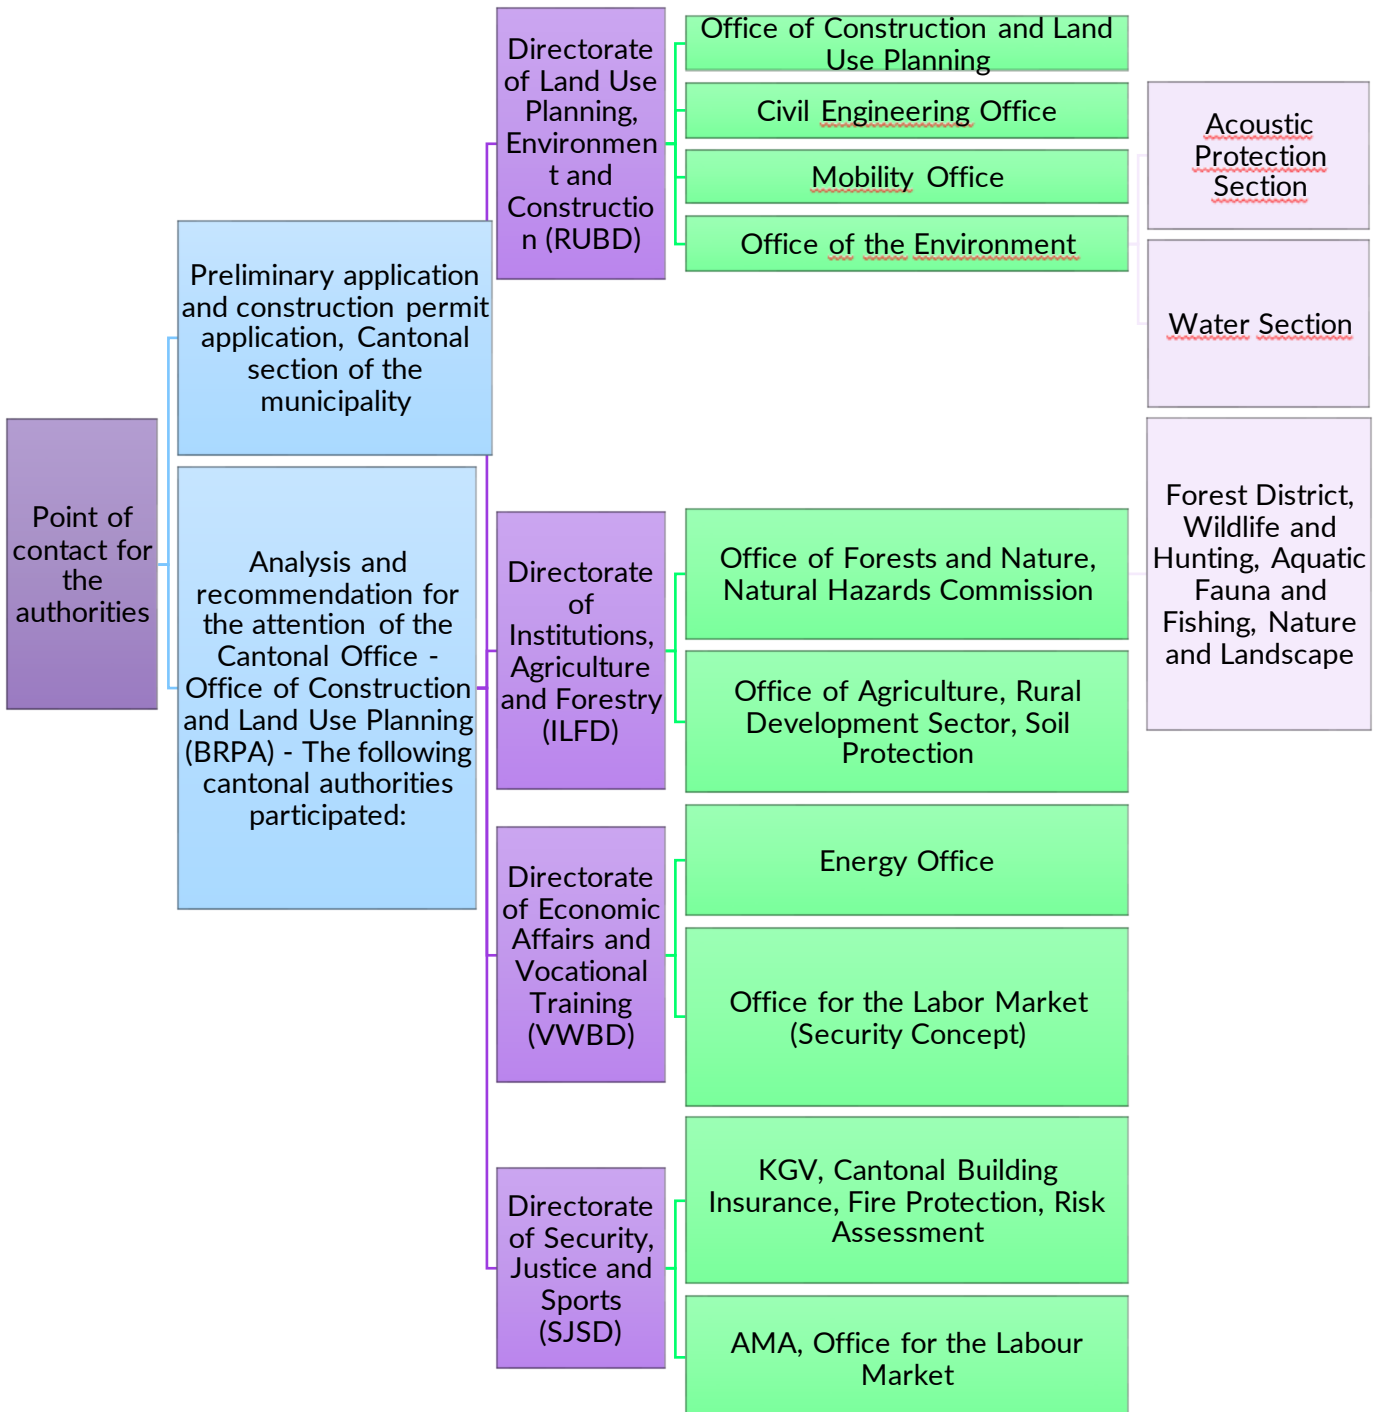 Point of
contact for
the
authorities
Preliminary application
and construction permit
application, Cantonal
section of the
municipality
Analysis and
recommendation for
the attention of the
Cantonal Office -
Office of Construction
and Land Use Planning
(BRPA) - The following
cantonal authorities
participated:
Directorate
of Land Use
Planning,
Environmen
t and
Constructio
n (RUBD)
Office of Construction and Land
Use Planning
Civil Engineering Office
Mobility Office
Office of the Environment
Acoustic
Protection
Section
Water Section
Directorate
of
Institutions,
Agriculture
and Forestry
(ILFD)
Office of Forests and Nature,
Natural Hazards Commission
Forest District,
Wildlife and
Hunting, Aquatic
Fauna and
Fishing, Nature
and Landscape
Office of Agriculture, Rural
Development Sector, Soil
Protection
Directorate
of Economic
Affairs and
Vocational
Training
(VWBD)
Energy Office
Office for the Labor Market
(Security Concept)
Directorate
of Security,
Justice and
Sports
(SJSD)
KGV, Cantonal Building
Insurance, Fire Protection, Risk
Assessment
AMA, Office for the Labour
Market